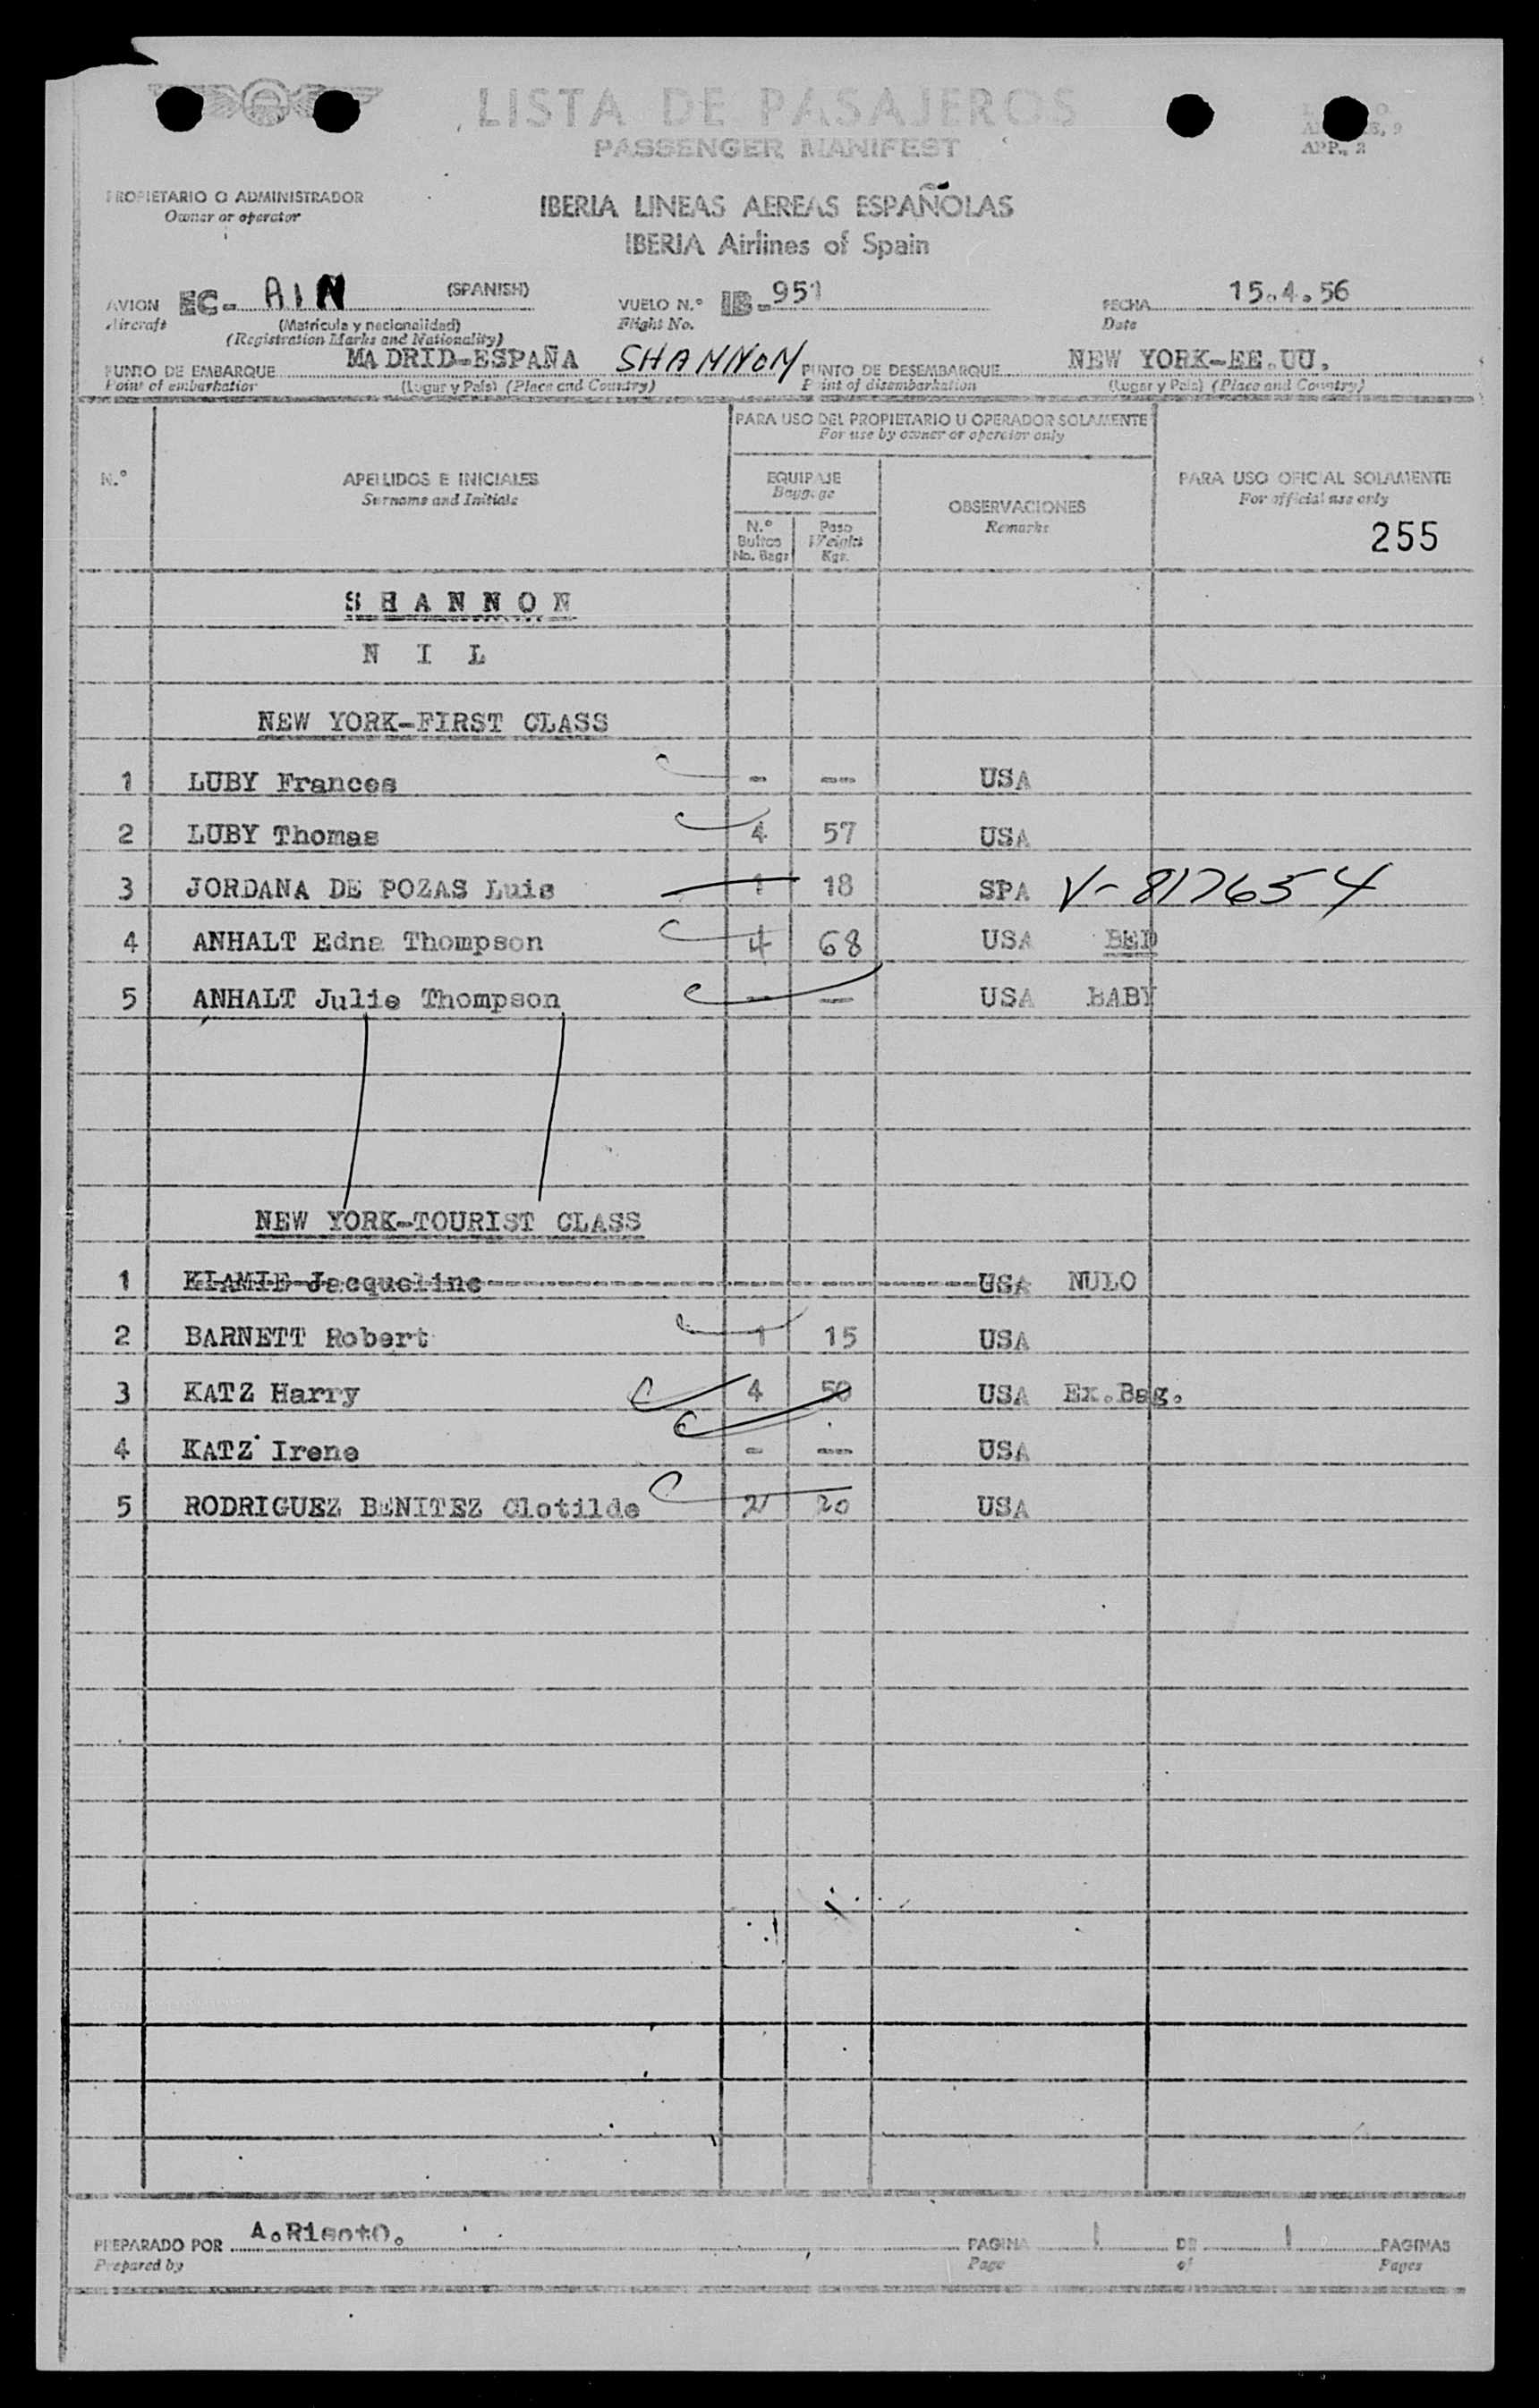 LISTA DE PASAJEROS
PASSENGER MANIFEST
APP. 2
PROPIETARIO O ADMINISTRADOR
Owner or operator
IBERIA LINEAS AEREAS ESPAÑOLAS
IBERIA Airlines of Spain
AVION EC- AIN (SPANISH) VUELO N.º IB-951 FECHA 15.4.56
Aircraft (Matrícula y nacionalidad) Flight No. Date
(Registration Marks and Nationality)
PUNTO DE EMBARQUE MADRID-ESPAÑA SHANNON PUNTO DE DESEMBARQUE NEW YORK-EE.UU.
Point of embarkation (Lugar y País) (Place and Country) Point of disembarkation (Lugar y País) (Place and Country)
PARA USO DEL PROPIETARIO U OPERADOR SOLAMENTE
For use by owner or operator only
N.º APELLIDOS E INICIALES EQUIPAJE OBSERVACIONES PARA USO OFICIAL SOLAMENTE
Surname and Initials Baggage Remarks For official use only
N.º Bultos Peso
No. Bags Weight Kgr.
255
SHANNON
NIL
NEW YORK-FIRST CLASS
1 LUBY Frances - -- USA
2 LUBY Thomas 4 57 USA
3 JORDANA DE POZAS Luis 1 18 SPA V-817654
4 ANHALT Edna Thompson 4 68 USA BED
5 ANHALT Julie Thompson -- — USA BABY
NEW YORK-TOURIST CLASS
1 KIAMIE Jacqueline USA NULO
2 BARNETT Robert 1 15 USA
3 KATZ Harry 4 50 USA Ex.Bag.
4 KATZ Irene - -- USA
5 RODRIGUEZ BENITEZ Clotilde 2 20 USA
PREPARADO POR A.Riesto. PAGINA 1 DE 1 PAGINAS
Prepared by Page of Pages